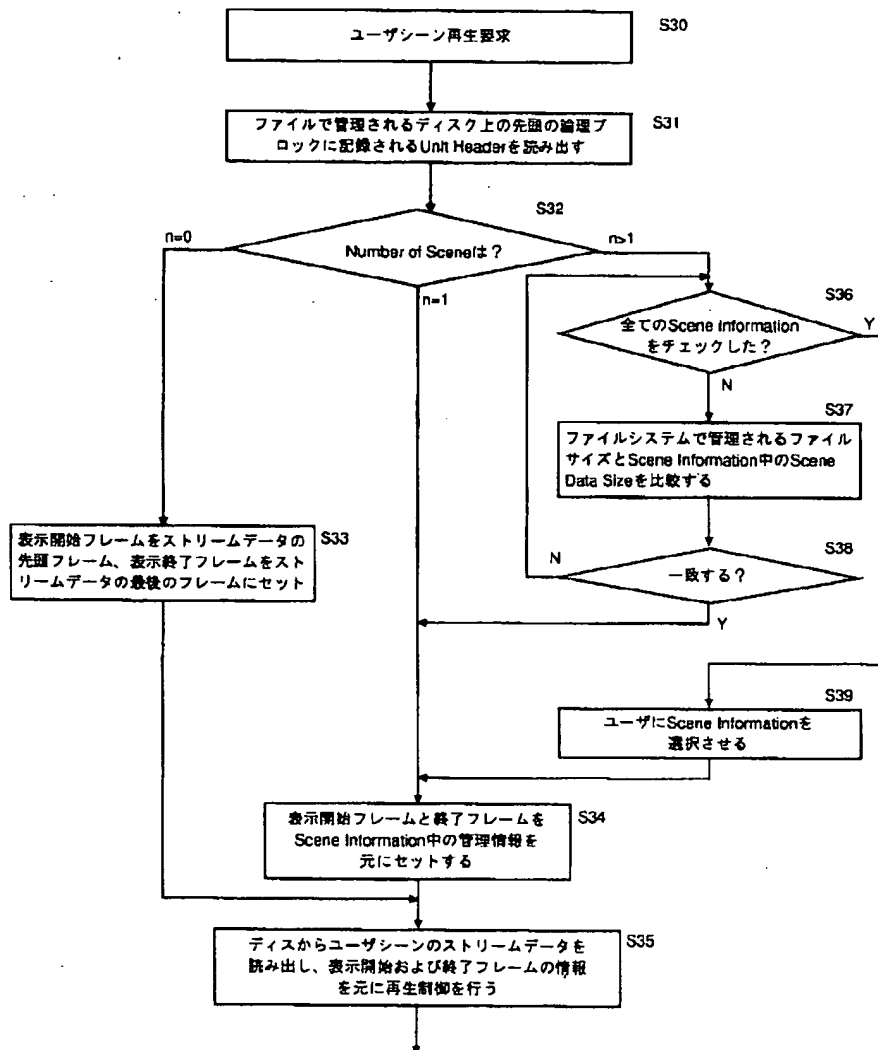 ユーザシーン再生要求
S30
ファイルで管理されるディスク上の先頭の論理ブ
ロックに記録されるUnit Headerを読み出す
S31
S32
n=0
Number of Sceneは？
n>1
n=1
S36
全てのScene Information
をチェックした？
Y
N
S37
ファイルシステムで管理されるファイル
サイズとScene Information中のScene
Data Sizeを比較する
S38
N
一致する？
Y
表示開始フレームをストリームデータの
先頭フレーム、表示終了フレームをスト
リームデータの最後のフレームにセット
S33
S39
ユーザにScene Informationを
選択させる
表示開始フレームと終了フレームを
Scene Information中の管理情報を
元にセットする
S34
ディスからユーザシーンのストリームデータを
読み出し、表示開始および終了フレームの情報
を元に再生制御を行う
S35